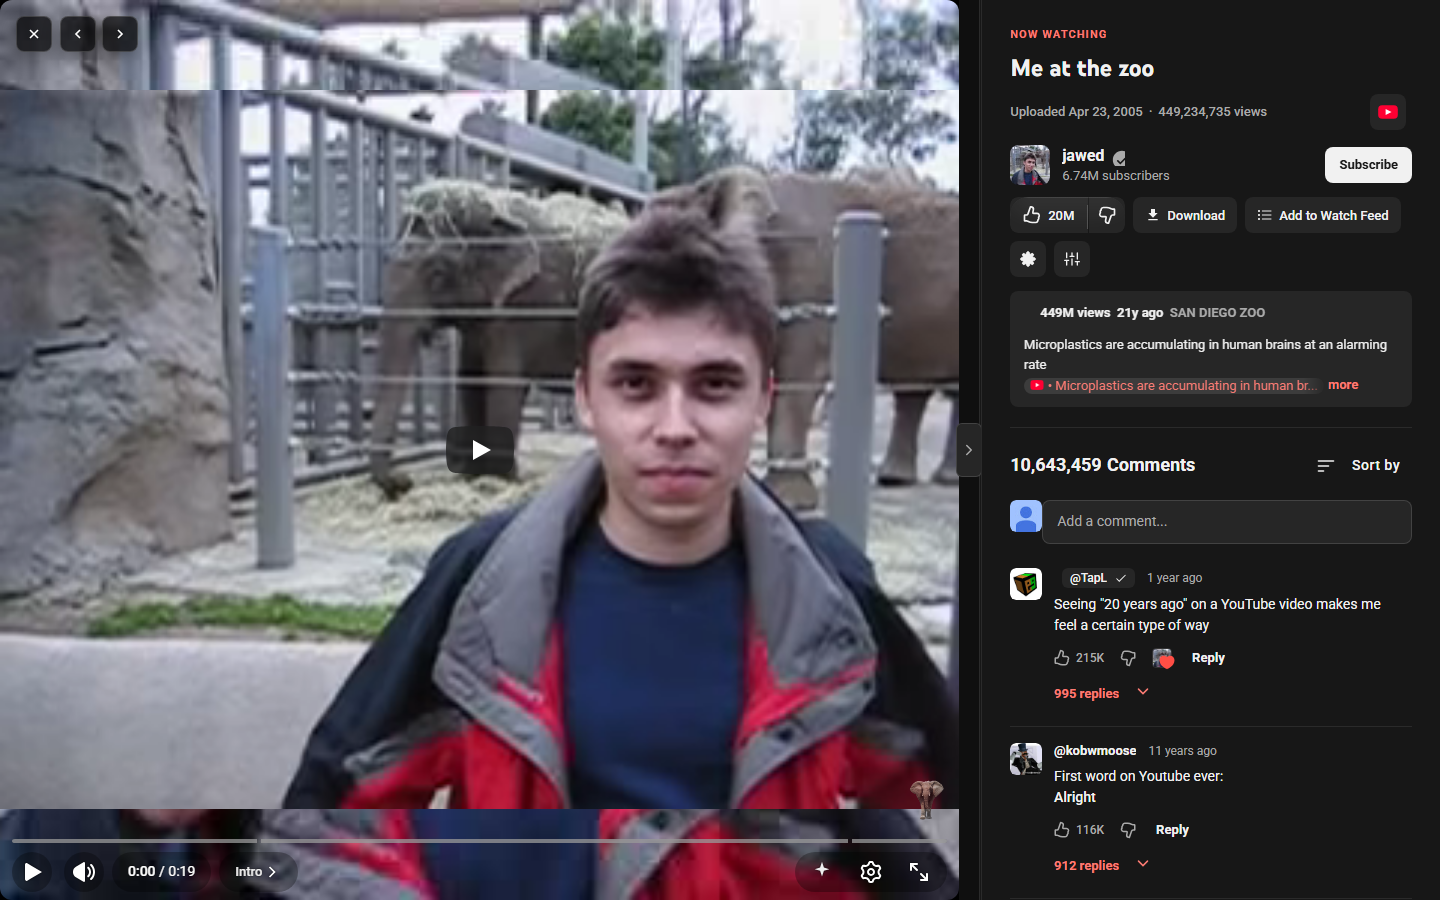 NOW WATCHING
Me at the zoo
Uploaded Apr 23, 2005 · 449,234,735 views
jawed
6.74M subscribers
Subscribe
20M
Download
Add to Watch Feed
449M views 21y ago SAN DIEGO ZOO
Microplastics are accumulating in human brains at an alarming
rate
• Microplastics are accumulating in human br... more
10,643,459 Comments
Sort by
Add a comment...
@TapL 1 year ago
Seeing "20 years ago" on a YouTube video makes me
feel a certain type of way
215K
Reply
995 replies
@kobwmoose 11 years ago
First word on Youtube ever:
Alright
116K
Reply
912 replies
0:00 / 0:19
Intro